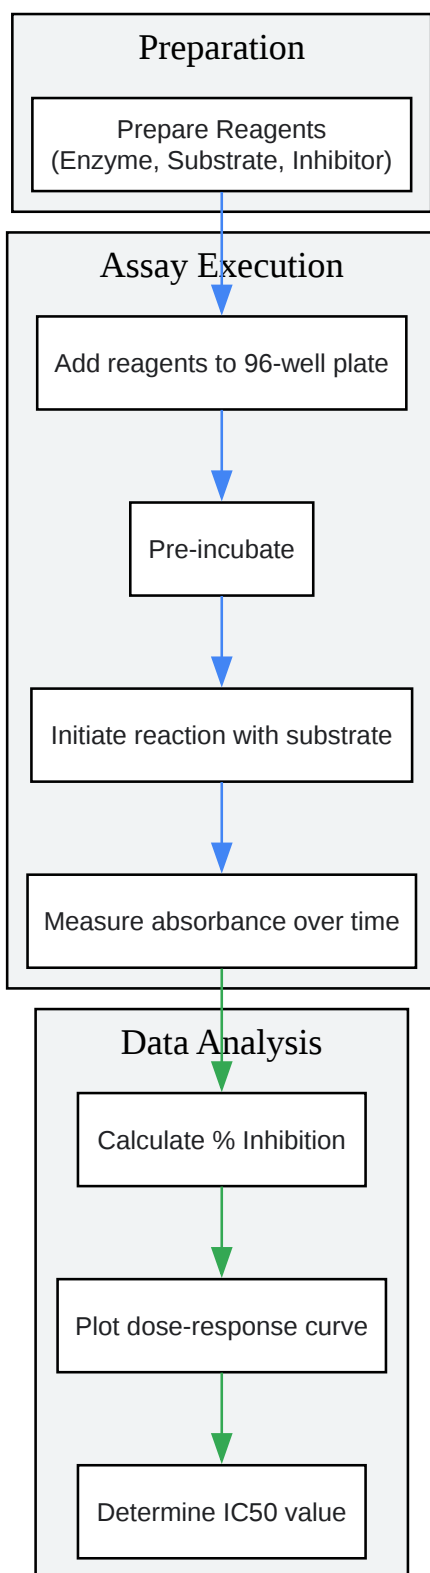 Preparation
Prepare Reagents
(Enzyme, Substrate, Inhibitor)
Assay Execution
Add reagents to 96-well plate
Pre-incubate
Initiate reaction with substrate
Measure absorbance over time
Data Analysis
Calculate % Inhibition
Plot dose-response curve
Determine IC50 value